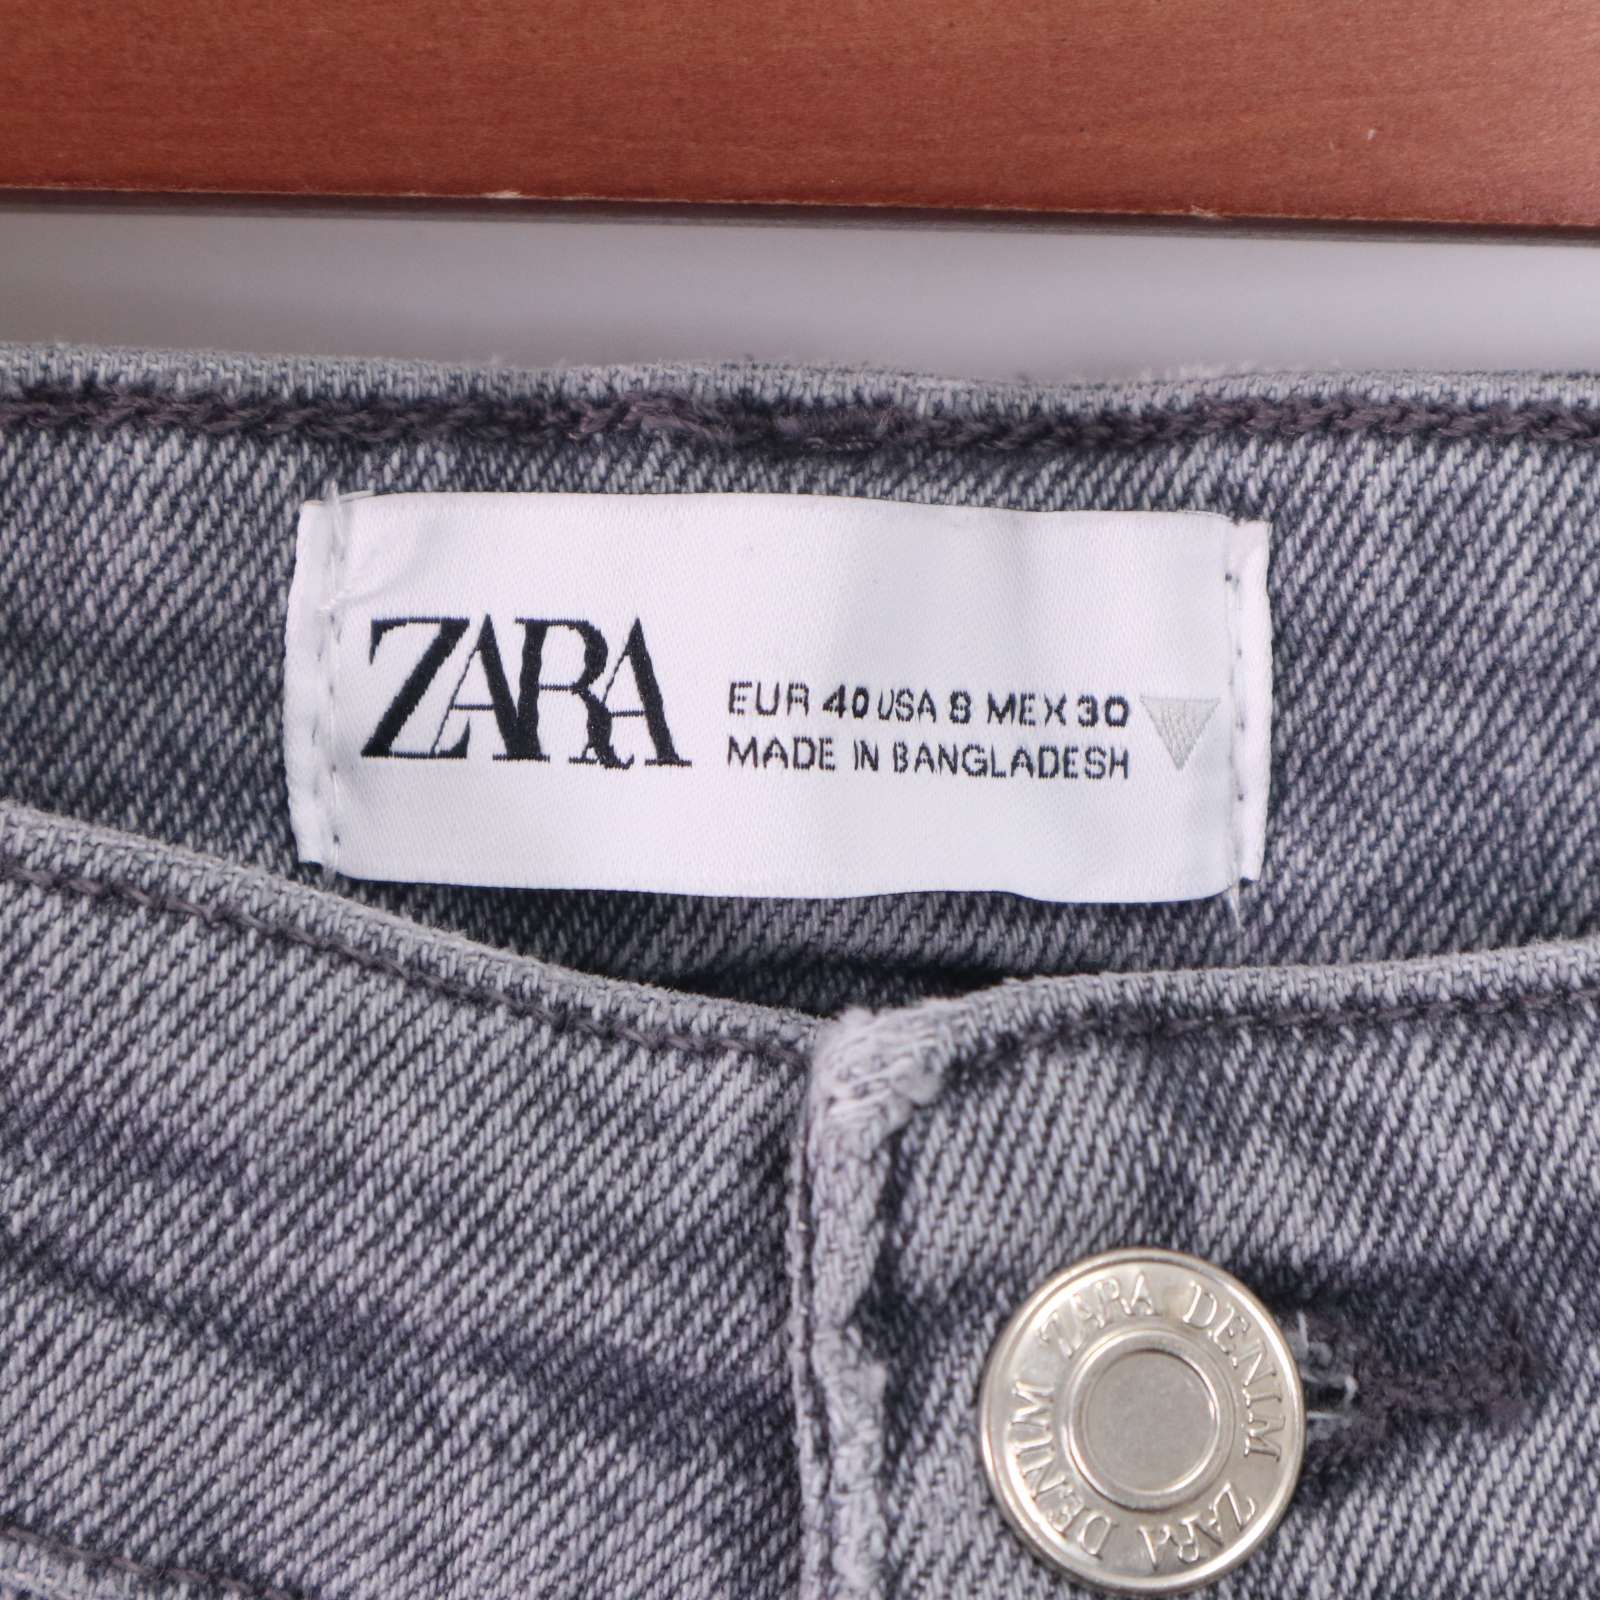 ZARA
EUR 40 USA 8 MEX 30
MADE IN BANGLADESH
ZARA DENIM ZARA DENIM